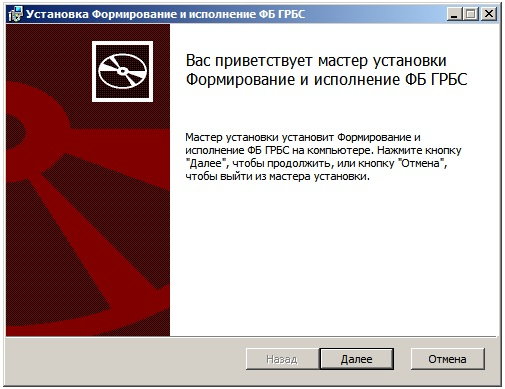 Установка Формирование и исполнение ФБ ГРБС
Вас приветствует мастер установки
Формирование и исполнение ФБ ГРБС
Мастер установки установит Формирование и
исполнение ФБ ГРБС на компьютере. Нажмите кнопку
"Далее", чтобы продолжить, или кнопку "Отмена",
чтобы выйти из мастера установки.
Назад
Далее
Отмена